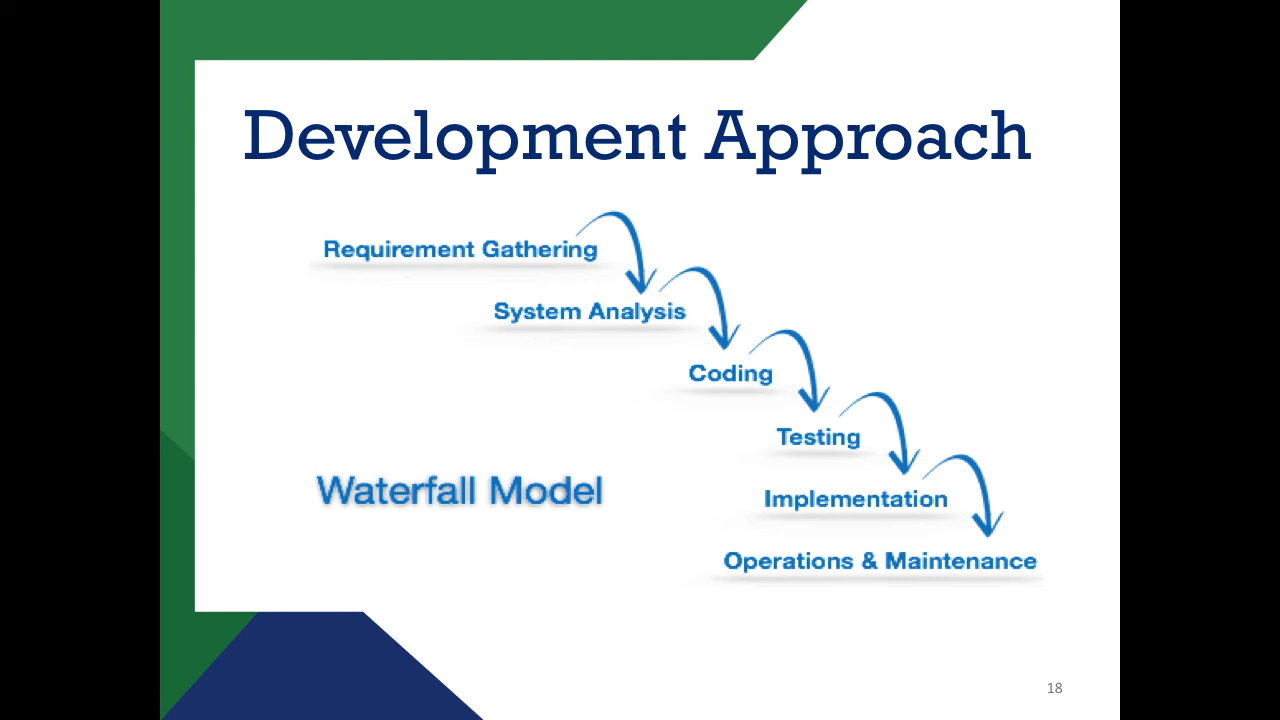 Development Approach
Requirement Gathering
System Analysis
Coding
Testing
Waterfall Model
Implementation
Operations & Maintenance
18